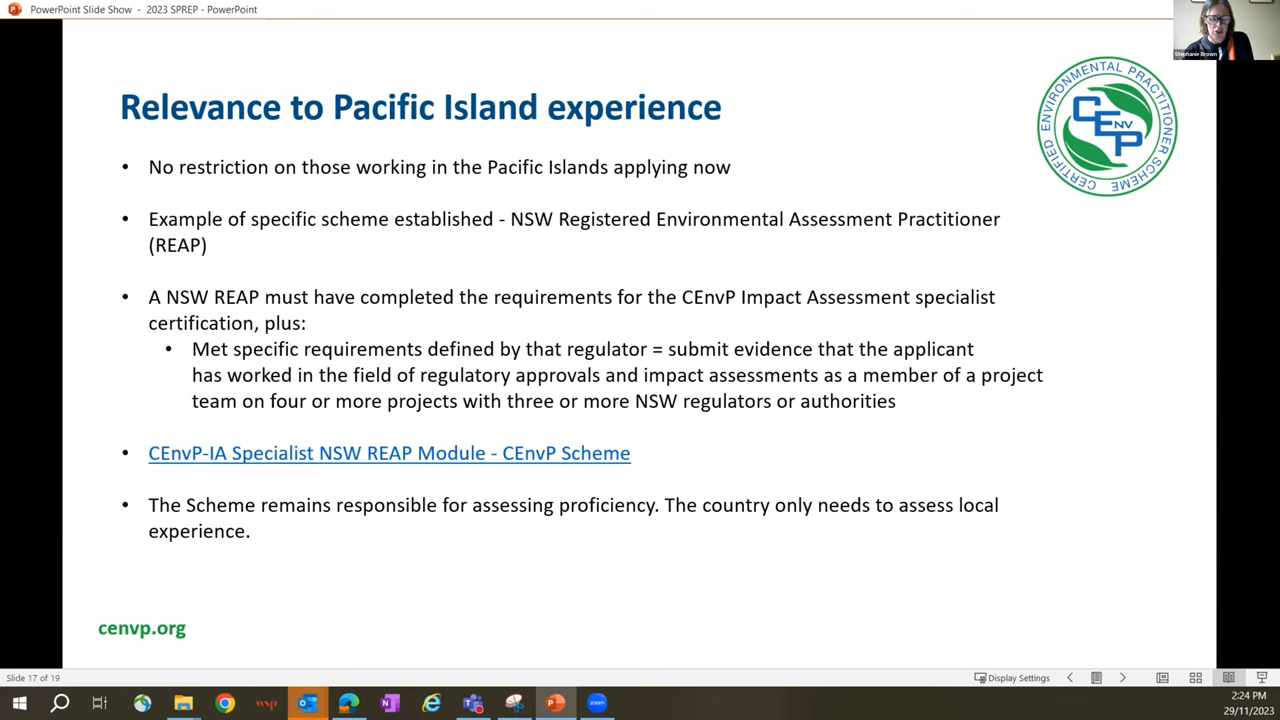 PowerPoint Slide Show - 2023 SPREP - PowerPoint
Stephanie Brown
Relevance to Pacific Island experience
CERTIFIED ENVIRONMENTAL PRACTITIONER SCHEME
CEnvP
• No restriction on those working in the Pacific Islands applying now
• Example of specific scheme established - NSW Registered Environmental Assessment Practitioner
(REAP)
• A NSW REAP must have completed the requirements for the CEnvP Impact Assessment specialist
certification, plus:
• Met specific requirements defined by that regulator = submit evidence that the applicant
has worked in the field of regulatory approvals and impact assessments as a member of a project
team on four or more projects with three or more NSW regulators or authorities
• CEnvP-IA Specialist NSW REAP Module - CEnvP Scheme
• The Scheme remains responsible for assessing proficiency. The country only needs to assess local
experience.
cenvp.org
Slide 17 of 19
Display Settings
wsp
zoom
2:24 PM
29/11/2023